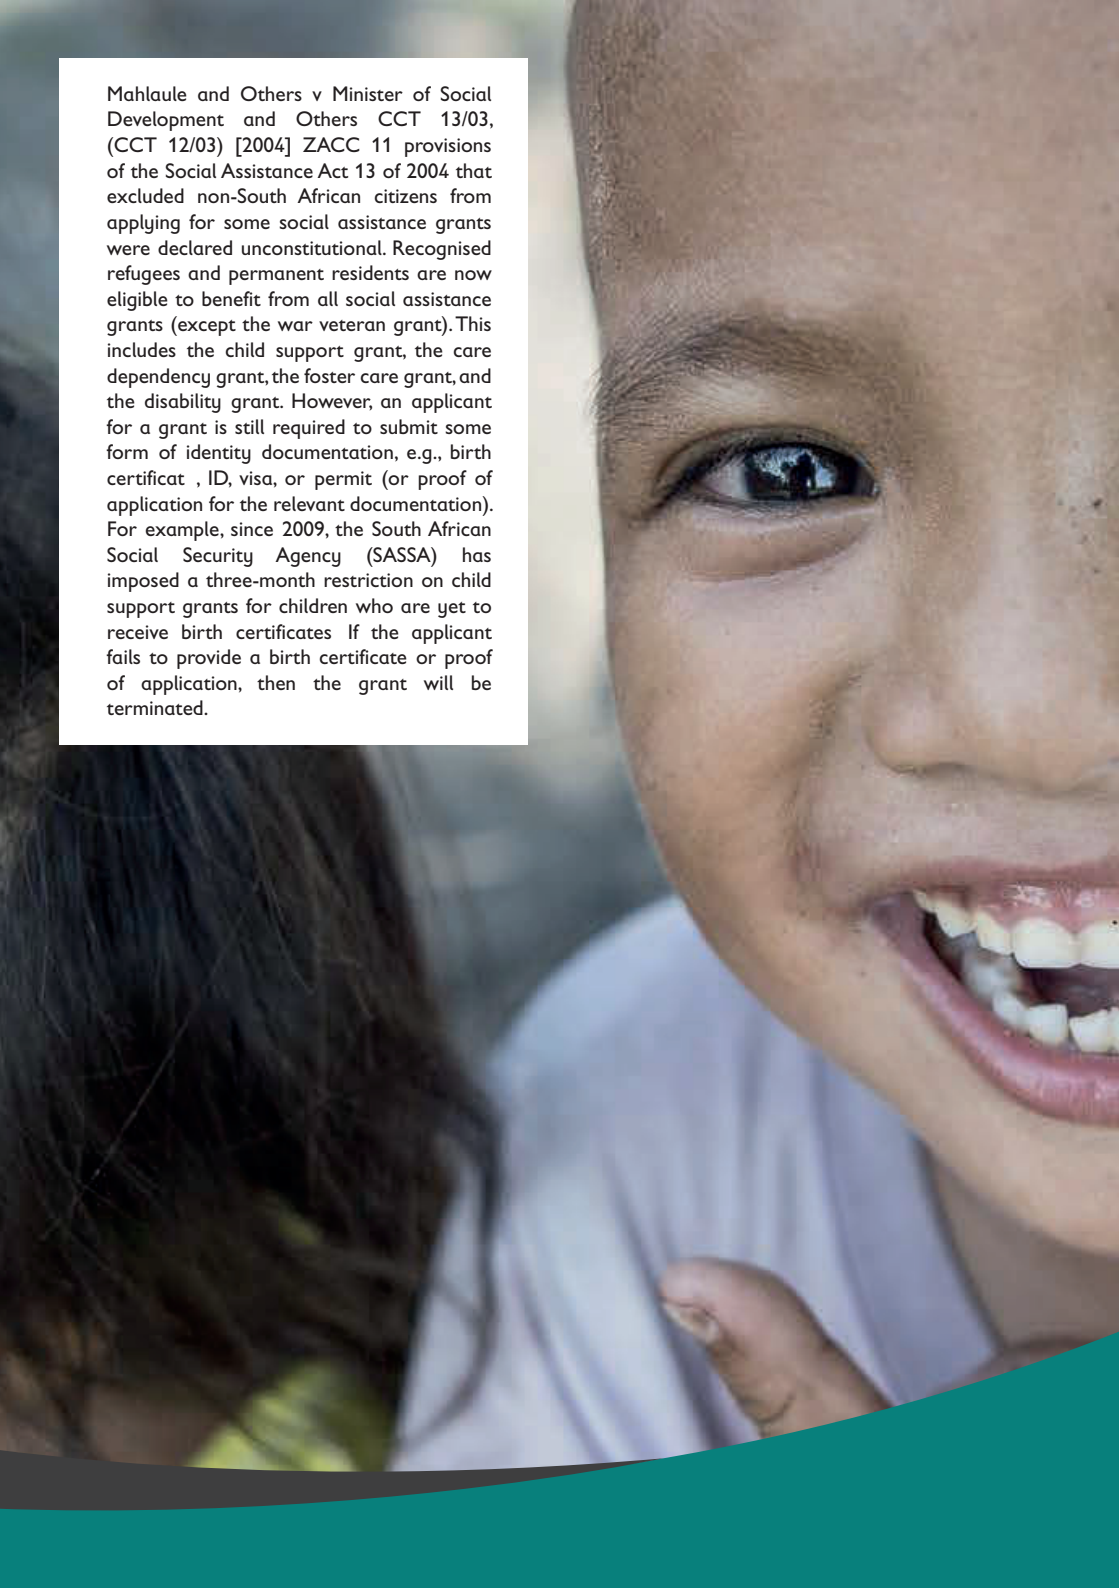 Mahlaule and Others v Minister of Social
Development and Others CCT 13/03,
(CCT 12/03) [2004] ZACC 11 provisions
of the Social Assistance Act 13 of 2004 that
excluded non-South African citizens from
applying for some social assistance grants
were declared unconstitutional. Recognised
refugees and permanent residents are now
eligible to benefit from all social assistance
grants (except the war veteran grant). This
includes the child support grant, the care
dependency grant, the foster care grant, and
the disability grant. However, an applicant
for a grant is still required to submit some
form of identity documentation, e.g., birth
certificat , ID, visa, or permit (or proof of
application for the relevant documentation).
For example, since 2009, the South African
Social Security Agency (SASSA) has
imposed a three-month restriction on child
support grants for children who are yet to
receive birth certificates If the applicant
fails to provide a birth certificate or proof
of application, then the grant will be
terminated.